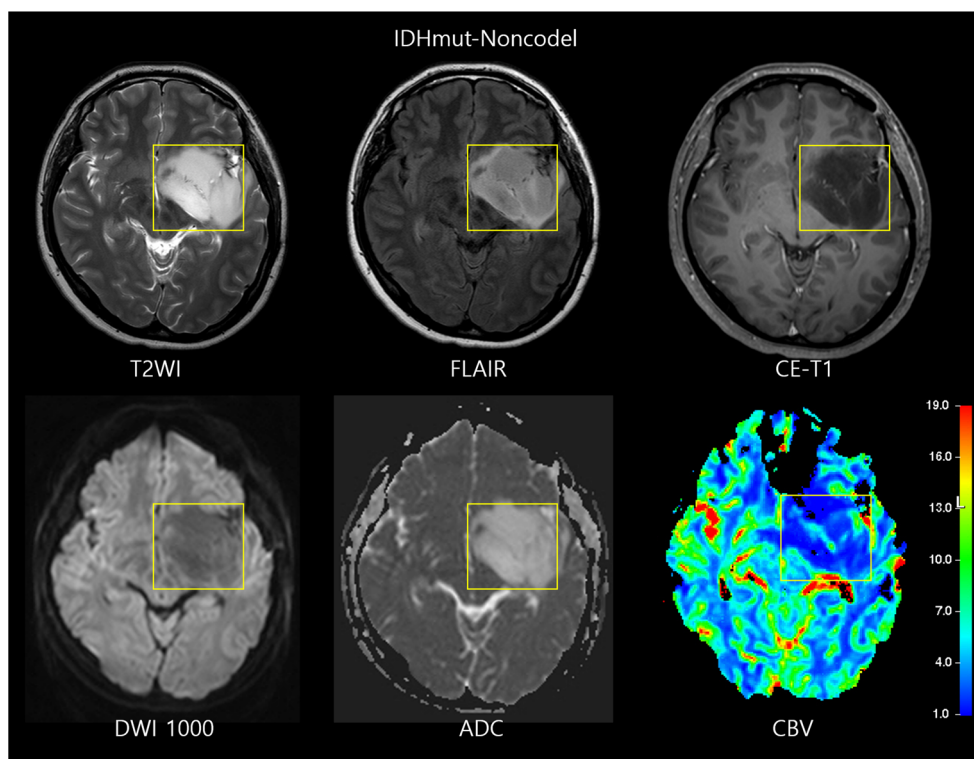 IDHmut-Noncodel
T2WI
FLAIR
CE-T1
DWI 1000
ADC
CBV
19.0
16.0
13.0
L
10.0
7.0
4.0
1.0